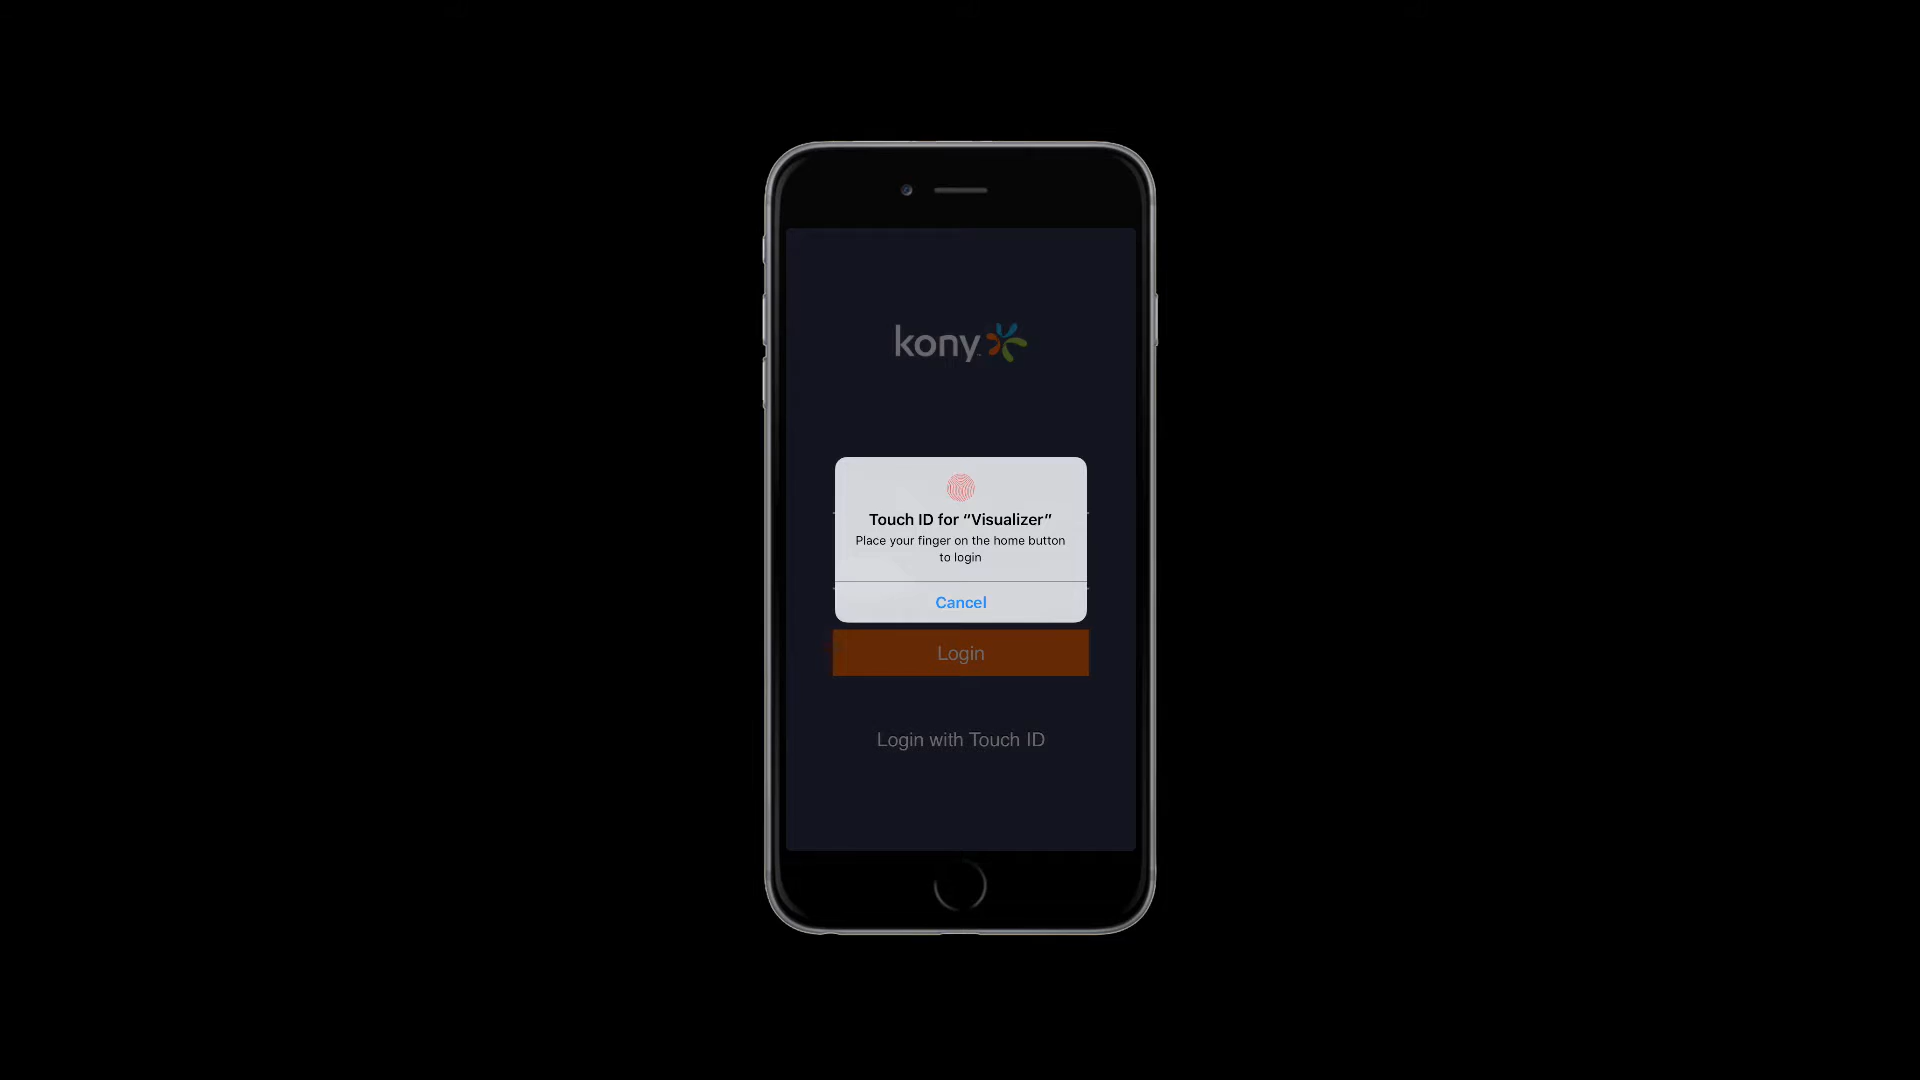 kony
Touch ID for “Visualizer”
Place your finger on the home button
to login
Cancel
Login
Login with Touch ID